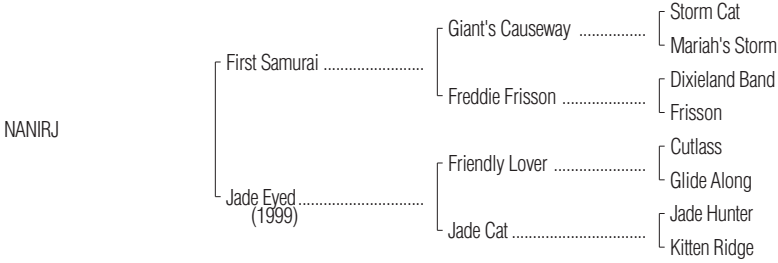 Storm Cat
Giant's Causeway ................
Mariah's Storm
First Samurai ........................
Dixieland Band
Freddie Frisson ....................
Frisson
NANIRJ
Cutlass
Friendly Lover ......................
Glide Along
Jade Eyed..............................
(1999)
Jade Hunter
Jade Cat ................................
Kitten Ridge